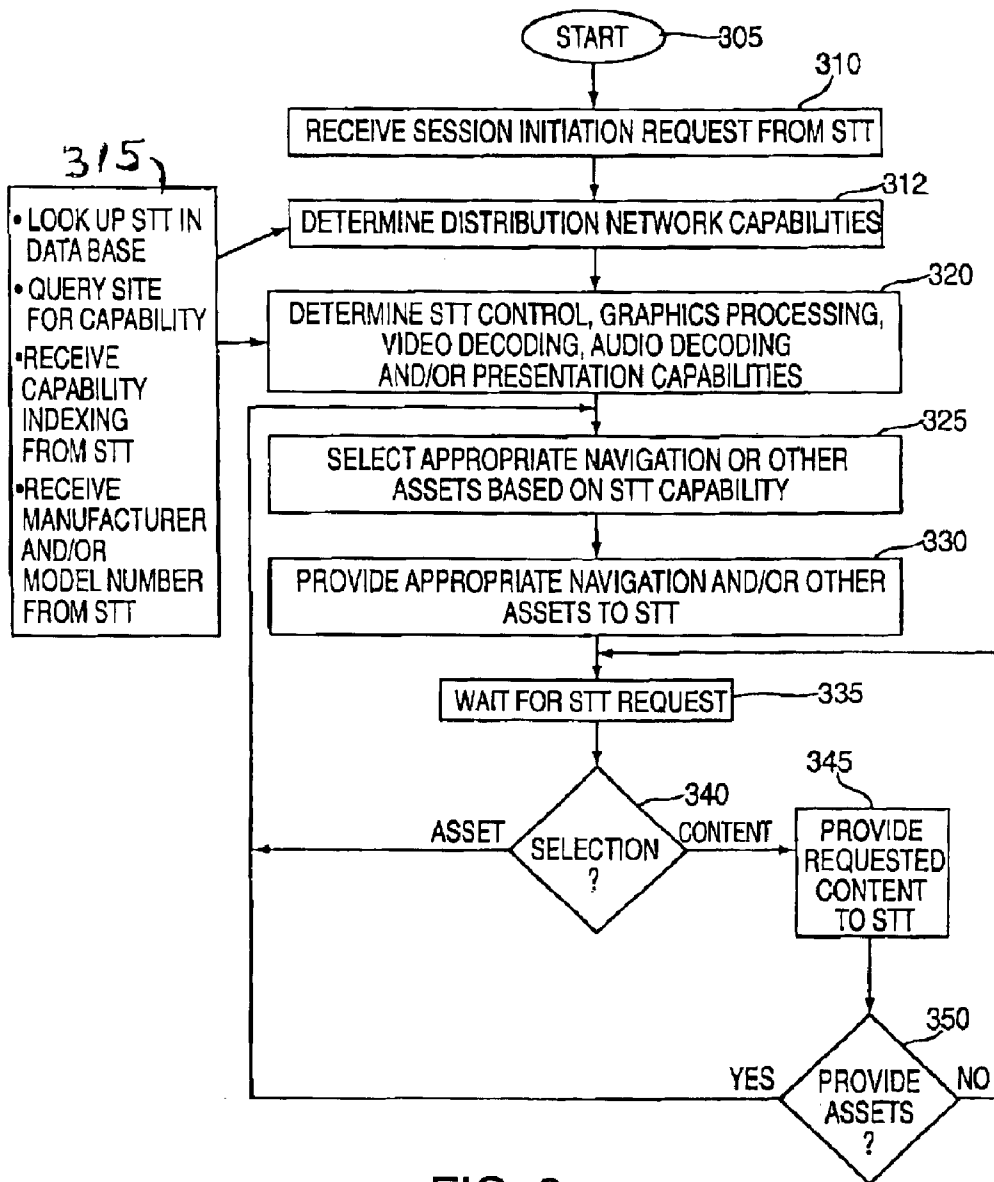 START
305
310
RECEIVE SESSION INITIATION REQUEST FROM STT
315
• LOOK UP STT IN
DATA BASE
• QUERY SITE
FOR CAPABILITY
• RECEIVE
CAPABILITY
INDEXING
FROM STT
• RECEIVE
MANUFACTURER
AND/OR
MODEL NUMBER
FROM STT
312
DETERMINE DISTRIBUTION NETWORK CAPABILITIES
320
DETERMINE STT CONTROL, GRAPHICS PROCESSING,
VIDEO DECODING, AUDIO DECODING
AND/OR PRESENTATION CAPABILITIES
325
SELECT APPROPRIATE NAVIGATION OR OTHER
ASSETS BASED ON STT CAPABILITY
330
PROVIDE APPROPRIATE NAVIGATION AND/OR OTHER
ASSETS TO STT
WAIT FOR STT REQUEST
335
340
ASSET
SELECTION
?
CONTENT
345
PROVIDE
REQUESTED
CONTENT
TO STT
350
YES
PROVIDE
ASSETS
?
NO